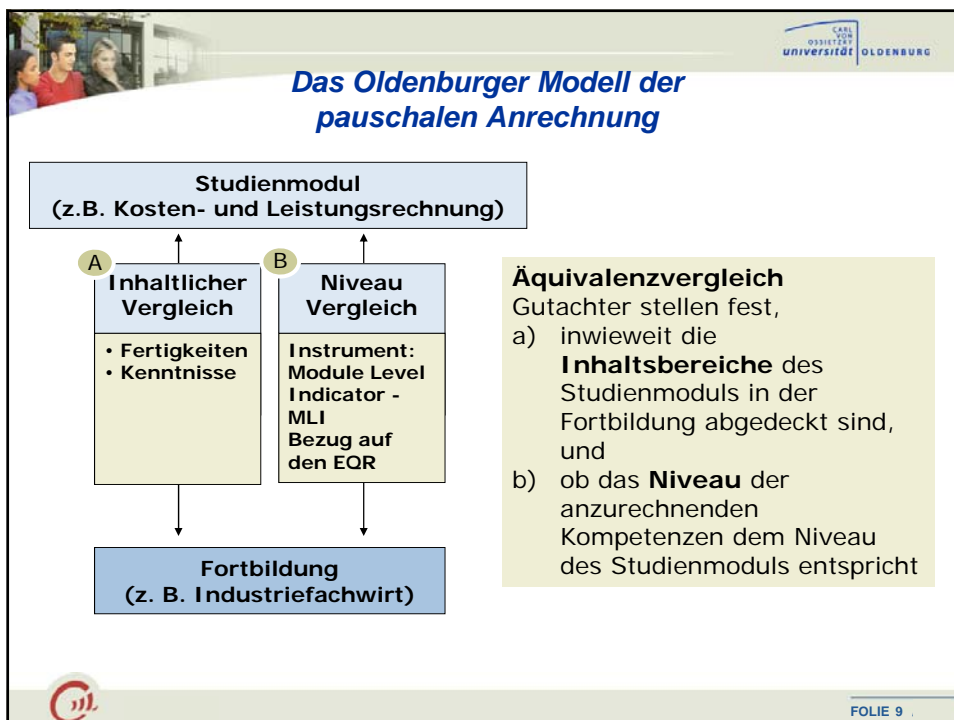 CARL
VON
OSSIETZKY
universität OLDENBURG
Das Oldenburger Modell der
pauschalen Anrechnung
Studienmodul
(z.B. Kosten- und Leistungsrechnung)
A
Inhaltlicher
Vergleich
• Fertigkeiten
• Kenntnisse
B
Niveau
Vergleich
Instrument:
Module Level
Indicator -
MLI
Bezug auf
den EQR
Fortbildung
(z. B. Industriefachwirt)
Äquivalenzvergleich
Gutachter stellen fest,
a) inwieweit die
Inhaltsbereiche des
Studienmoduls in der
Fortbildung abgedeckt sind,
und
b) ob das Niveau der
anzurechnenden
Kompetenzen dem Niveau
des Studienmoduls entspricht
FOLIE 9 .